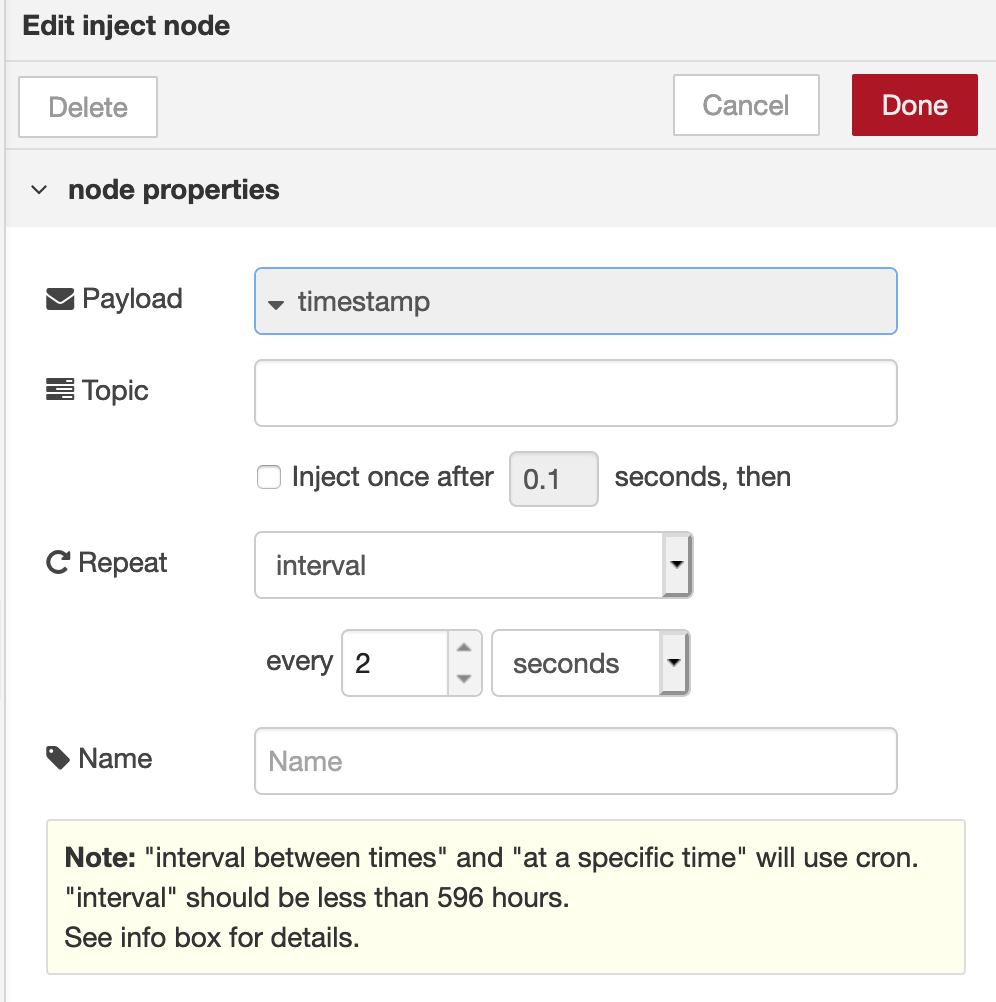 Edit inject node
Delete Cancel Done
node properties
Payload timestamp
Topic
Inject once after 0.1 seconds, then
Repeat interval
every 2 seconds
Name Name
Note: "interval between times" and "at a specific time" will use cron.
"interval" should be less than 596 hours.
See info box for details.